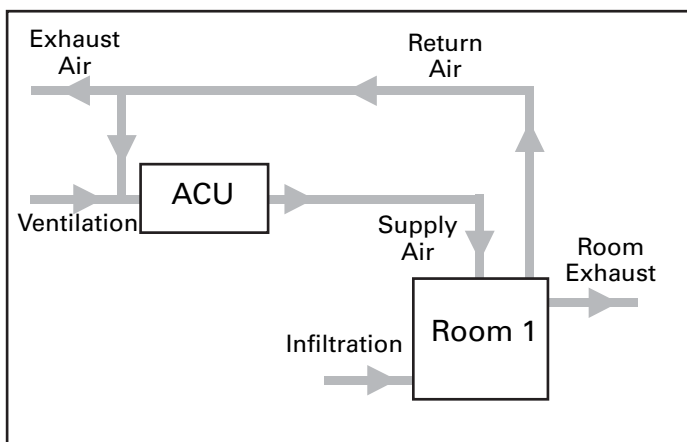 Exhaust
Air
Return
Air
ACU
Ventilation
Supply
Air
Room
Exhaust
Room 1
Infiltration